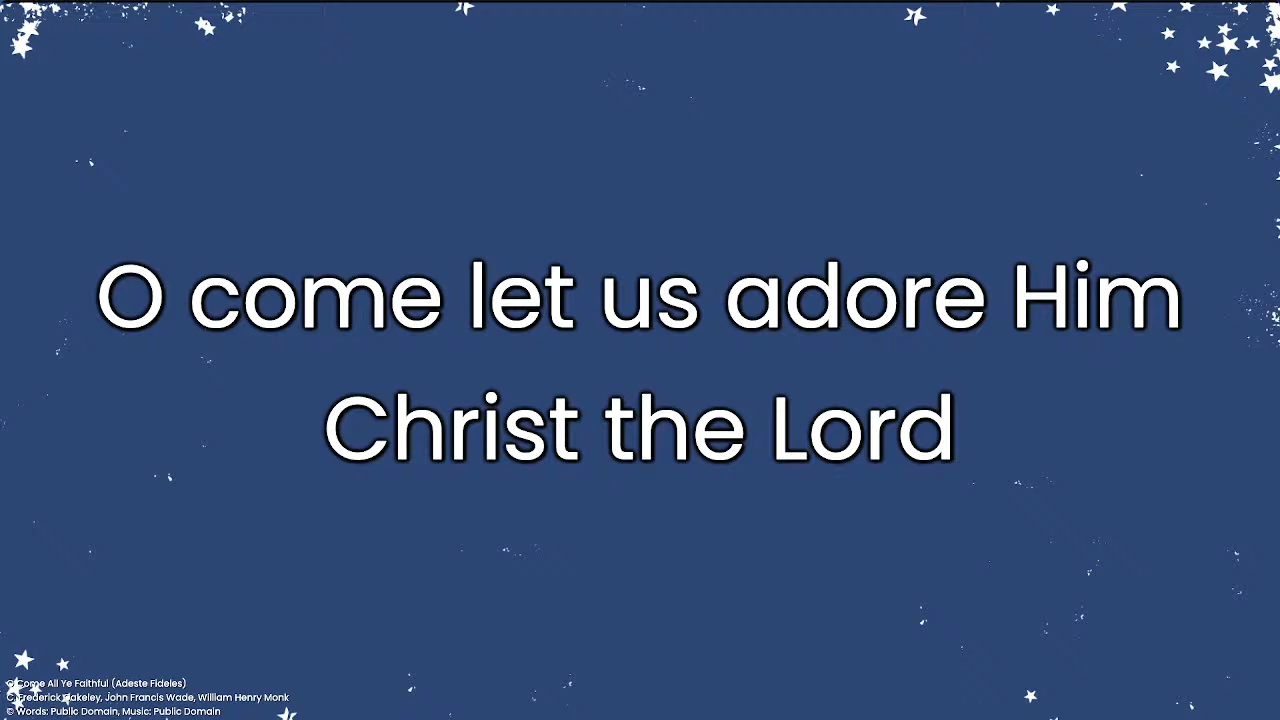 O come let us adore Him
Christ the Lord
O Come All Ye Faithful (Adeste Fideles)
C. Frederick Oakeley, John Francis Wade, William Henry Monk
© Words: Public Domain, Music: Public Domain